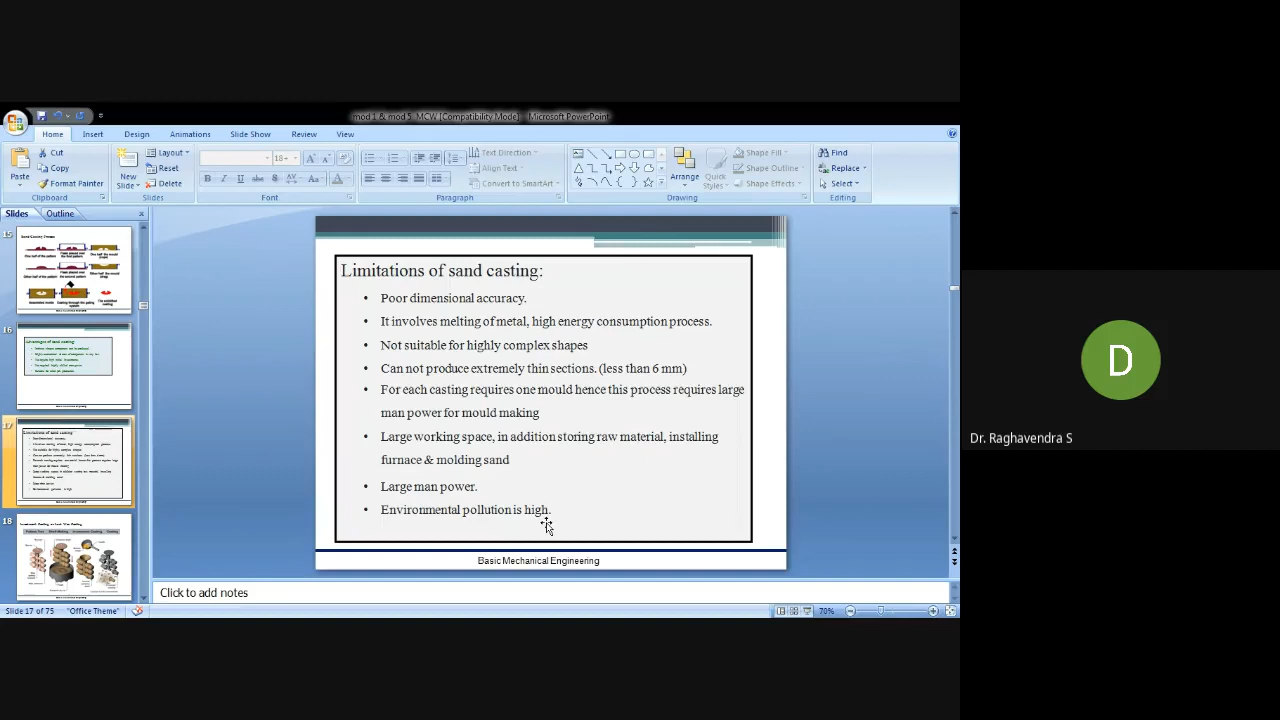 mod 1 & mod 5_MCW [Compatibility Mode] - Microsoft PowerPoint
Home Insert Design Animations Slide Show Review View
Cut
Copy
Format Painter
Paste
Clipboard
New
Slide
Layout
Reset
Delete
Slides
18
Font
Text Direction
Align Text
Convert to SmartArt
Paragraph
Arrange
Quick
Styles
Shape Fill
Shape Outline
Shape Effects
Drawing
Find
Replace
Select
Editing
Slides Outline
15
16
17
18
Limitations of sand casting:
• Poor dimensional accuracy.
• It involves melting of metal, high energy consumption process.
• Not suitable for highly complex shapes
• Can not produce extremely thin sections. (less than 6 mm)
• For each casting requires one mould hence this process requires large
man power for mould making
• Large working space, in addition storing raw material, installing
furnace & molding sand
• Large man power.
• Environmental pollution is high.
Basic Mechanical Engineering
Click to add notes
Slide 17 of 75 "Office Theme" 70%
D
Dr. Raghavendra S